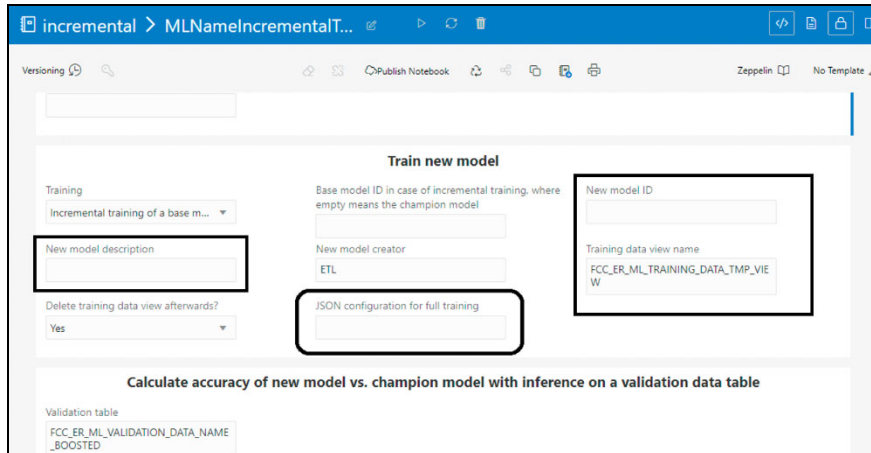 incremental > MLNameIncrementalT...
Versioning
Publish Notebook
Zeppelin
No Template
Train new model
Training
Incremental training of a base m...
Base model ID in case of incremental training, where
empty means the champion model
New model ID
New model description
New model creator
ETL
Training data view name
FCC_ER_ML_TRAINING_DATA_TMP_VIE
W
Delete training data view afterwards?
Yes
JSON configuration for full training
Calculate accuracy of new model vs. champion model with inference on a validation data table
Validation table
FCC_ER_ML_VALIDATION_DATA_NAME
_BOOSTED